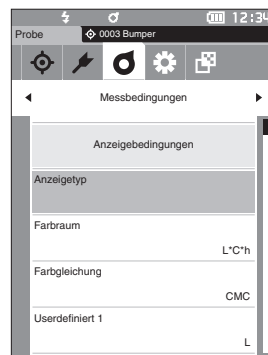 12:34
Probe
0003 Bumper
Messbedingungen
Anzeigebedingungen
Anzeigetyp
Farbraum
L*C*h
Farbgleichung
CMC
Userdefiniert 1
L